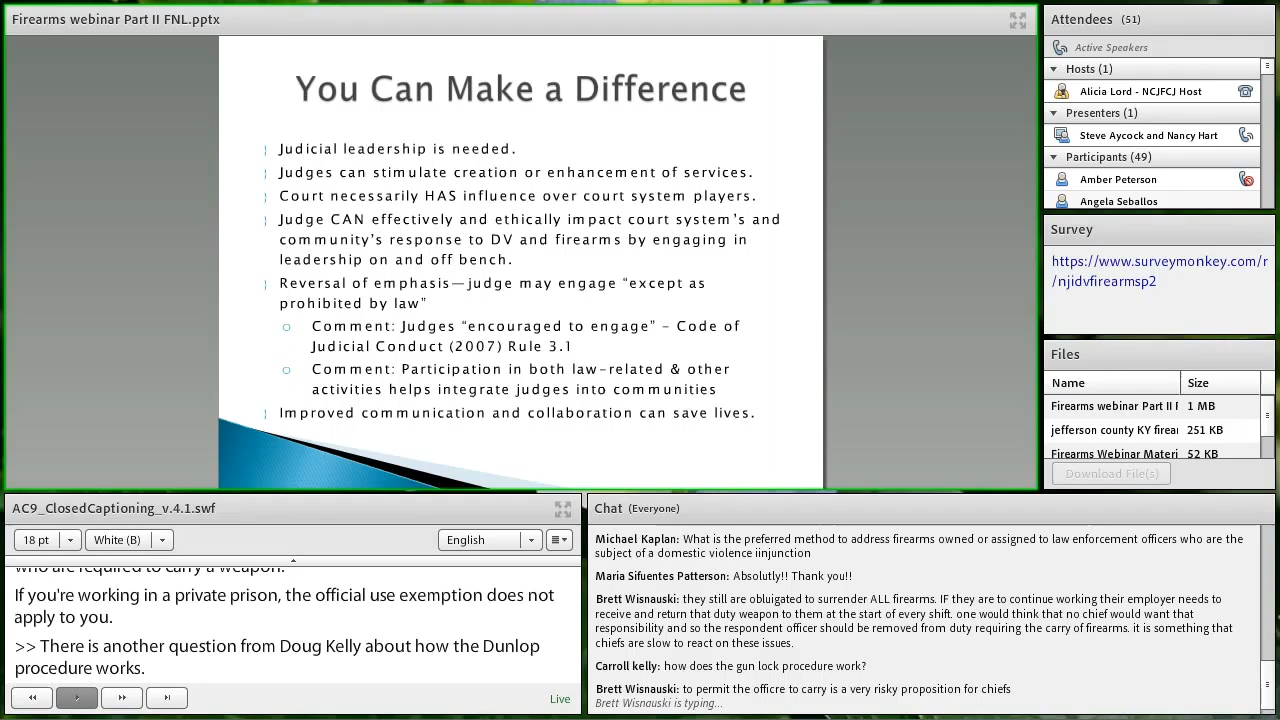 Firearms webinar Part II FNL.pptx
You Can Make a Difference
Judicial leadership is needed.
Judges can stimulate creation or enhancement of services.
Court necessarily HAS influence over court system players.
Judge CAN effectively and ethically impact court system’s and
community’s response to DV and firearms by engaging in
leadership on and off bench.
Reversal of emphasis—judge may engage “except as
prohibited by law”
o Comment: Judges “encouraged to engage” – Code of
Judicial Conduct (2007) Rule 3.1
o Comment: Participation in both law-related & other
activities helps integrate judges into communities
Improved communication and collaboration can save lives.
Attendees (51)
Active Speakers
Hosts (1)
Alicia Lord - NCJFCJ Host
Presenters (1)
Steve Aycock and Nancy Hart
Participants (49)
Amber Peterson
Angela Seballos
Survey
https://www.surveymonkey.com/r
/njidvfirearmsp2
Files
Name Size
Firearms webinar Part II F 1 MB
jefferson county KY firear 251 KB
Firearms Webinar Materi 52 KB
Download File(s)
AC9_ClosedCaptioning_v.4.1.swf
18 pt White (B) English
who are required to carry a weapon.
If you're working in a private prison, the official use exemption does not
apply to you.
>> There is another question from Doug Kelly about how the Dunlop
procedure works.
Live
Chat (Everyone)
Michael Kaplan: What is the preferred method to address firearms owned or assigned to law enforcement officers who are the
subject of a domestic violence iinjunction
Maria Sifuentes Patterson: Absolutly!! Thank you!!
Brett Wisnauski: they still are obluigated to surrender ALL firearms. IF they are to continue working their employer needs to
receive and return that duty weapon to them at the start of every shift. one would think that no chief would want that
responsibility and so the respondent officer should be removed from duty requiring the carry of firearms. it is something that
chiefs are slow to react on these issues.
Carroll kelly: how does the gun lock procedure work?
Brett Wisnauski: to permit the officre to carry is a very risky proposition for chiefs
Brett Wisnauski is typing...